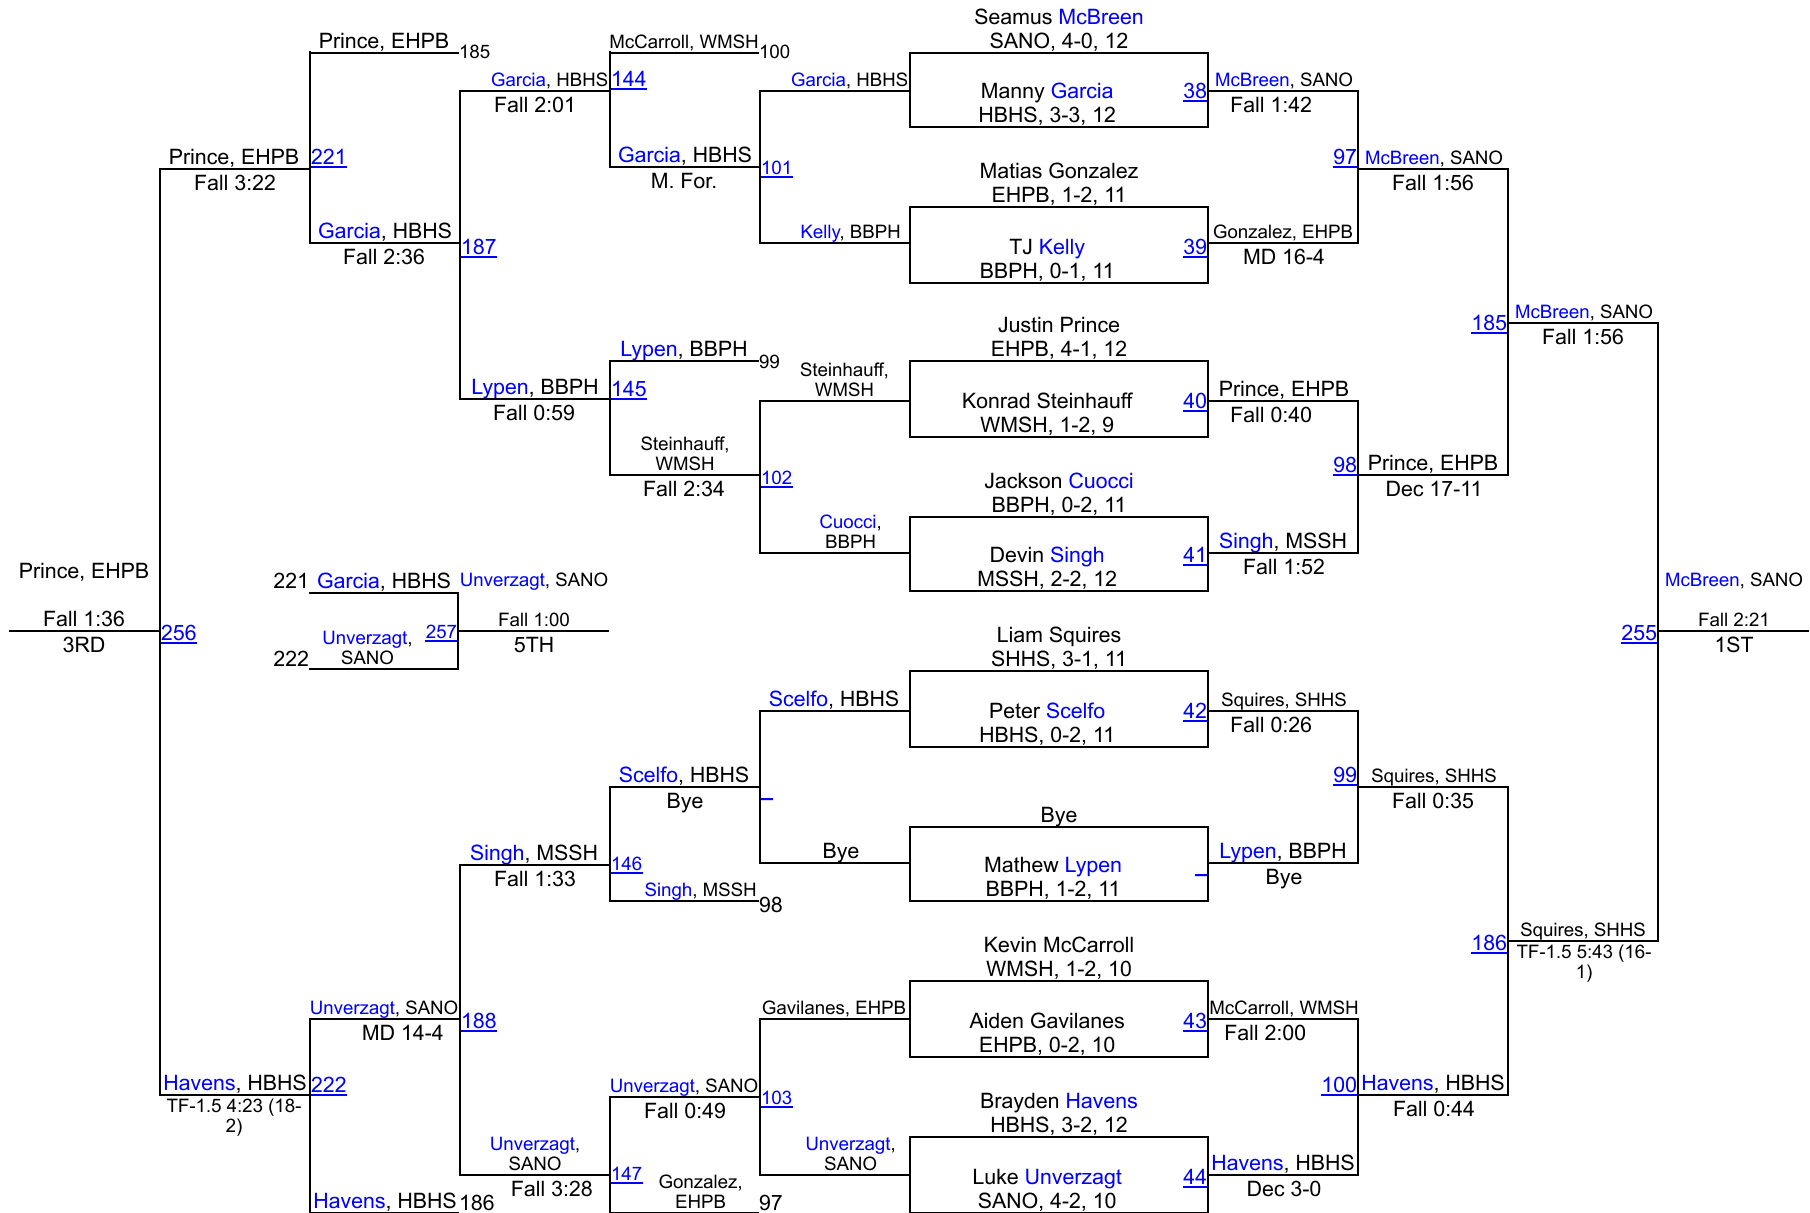 Seamus McBreen
SANO, 4-0, 12
Prince, EHPB
185
McCarroll, WMSH
100
Garcia, HBHS
144
Fall 2:01
Garcia, HBHS
Manny Garcia
HBHS, 3-3, 12
38
McBreen, SANO
Fall 1:42
Prince, EHPB
221
Fall 3:22
Garcia, HBHS
101
M. For.
Matias Gonzalez
EHPB, 1-2, 11
97
McBreen, SANO
Fall 1:56
Garcia, HBHS
187
Fall 2:36
Kelly, BBPH
TJ Kelly
BBPH, 0-1, 11
39
Gonzalez, EHPB
MD 16-4
Justin Prince
EHPB, 4-1, 12
185
McBreen, SANO
Fall 1:56
Lypen, BBPH
99
Lypen, BBPH
145
Fall 0:59
Steinhauff,
WMSH
Konrad Steinhauff
WMSH, 1-2, 9
40
Prince, EHPB
Fall 0:40
Steinhauff,
WMSH
102
Fall 2:34
Jackson Cuocci
BBPH, 0-2, 11
98
Prince, EHPB
Dec 17-11
Cuocci,
BBPH
Devin Singh
MSSH, 2-2, 12
41
Singh, MSSH
Fall 1:52
Prince, EHPB
Fall 1:36
3RD
256
221
Garcia, HBHS
Unverzagt, SANO
222
Unverzagt,
SANO
257
Fall 1:00
5TH
McBreen, SANO
255
Fall 2:21
1ST
Liam Squires
SHHS, 3-1, 11
Scelfo, HBHS
Peter Scelfo
HBHS, 0-2, 11
42
Squires, SHHS
Fall 0:26
Scelfo, HBHS
Bye
99
Squires, SHHS
Fall 0:35
Bye
Bye
Mathew Lypen
BBPH, 1-2, 11
Lypen, BBPH
Bye
Singh, MSSH
146
Fall 1:33
Singh, MSSH
98
Kevin McCarroll
WMSH, 1-2, 10
186
Squires, SHHS
TF-1.5 5:43 (16-
1)
Unverzagt, SANO
188
MD 14-4
Gavilanes, EHPB
Aiden Gavilanes
EHPB, 0-2, 10
43
McCarroll, WMSH
Fall 2:00
Havens, HBHS
222
TF-1.5 4:23 (18-
2)
Unverzagt, SANO
103
Fall 0:49
Brayden Havens
HBHS, 3-2, 12
100
Havens, HBHS
Fall 0:44
Unverzagt,
SANO
147
Fall 3:28
Unverzagt,
SANO
Luke Unverzagt
SANO, 4-2, 10
44
Havens, HBHS
Dec 3-0
Gonzalez,
EHPB
97
Havens, HBHS
186